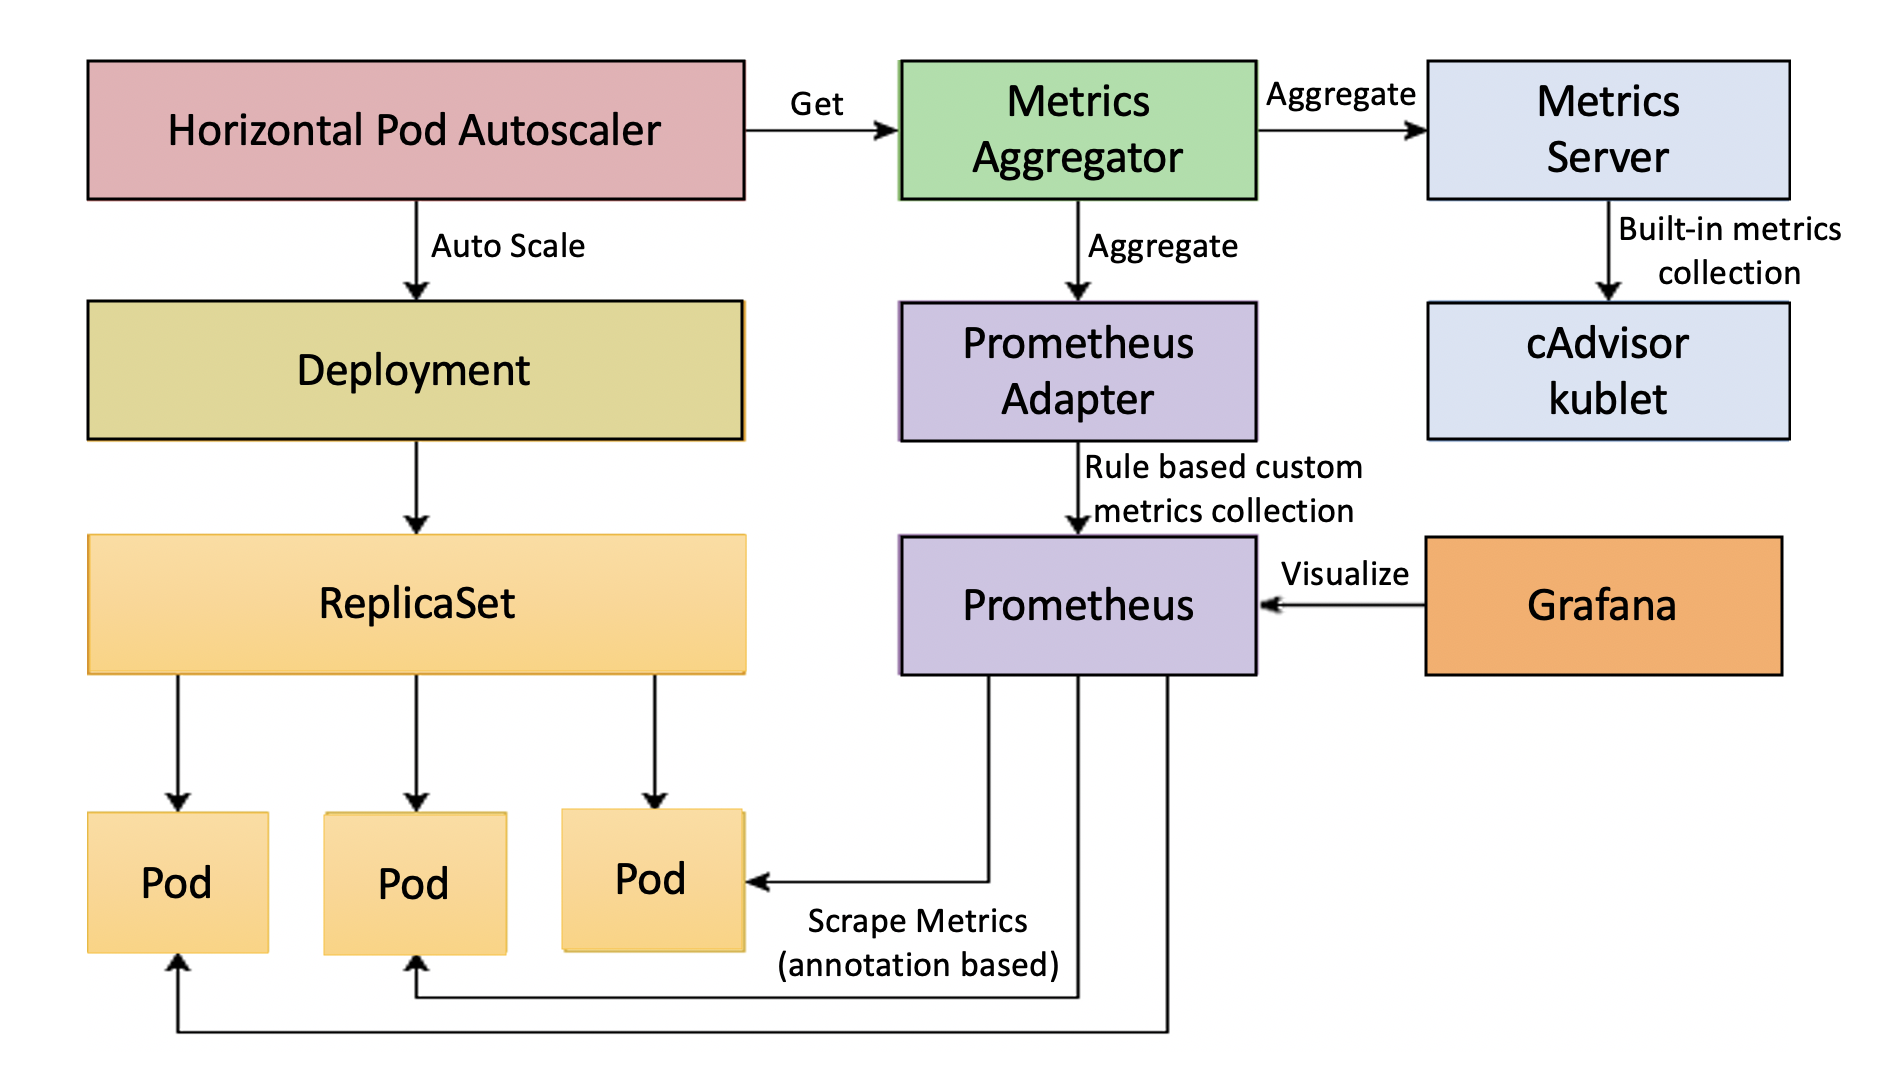 Horizontal Pod Autoscaler
Get
Metrics
Aggregator
Aggregate
Metrics
Server
Auto Scale
Aggregate
Built-in metrics
collection
Deployment
Prometheus
Adapter
cAdvisor
kublet
Rule based custom
metrics collection
ReplicaSet
Prometheus
Visualize
Grafana
Pod
Pod
Pod
Scrape Metrics
(annotation based)